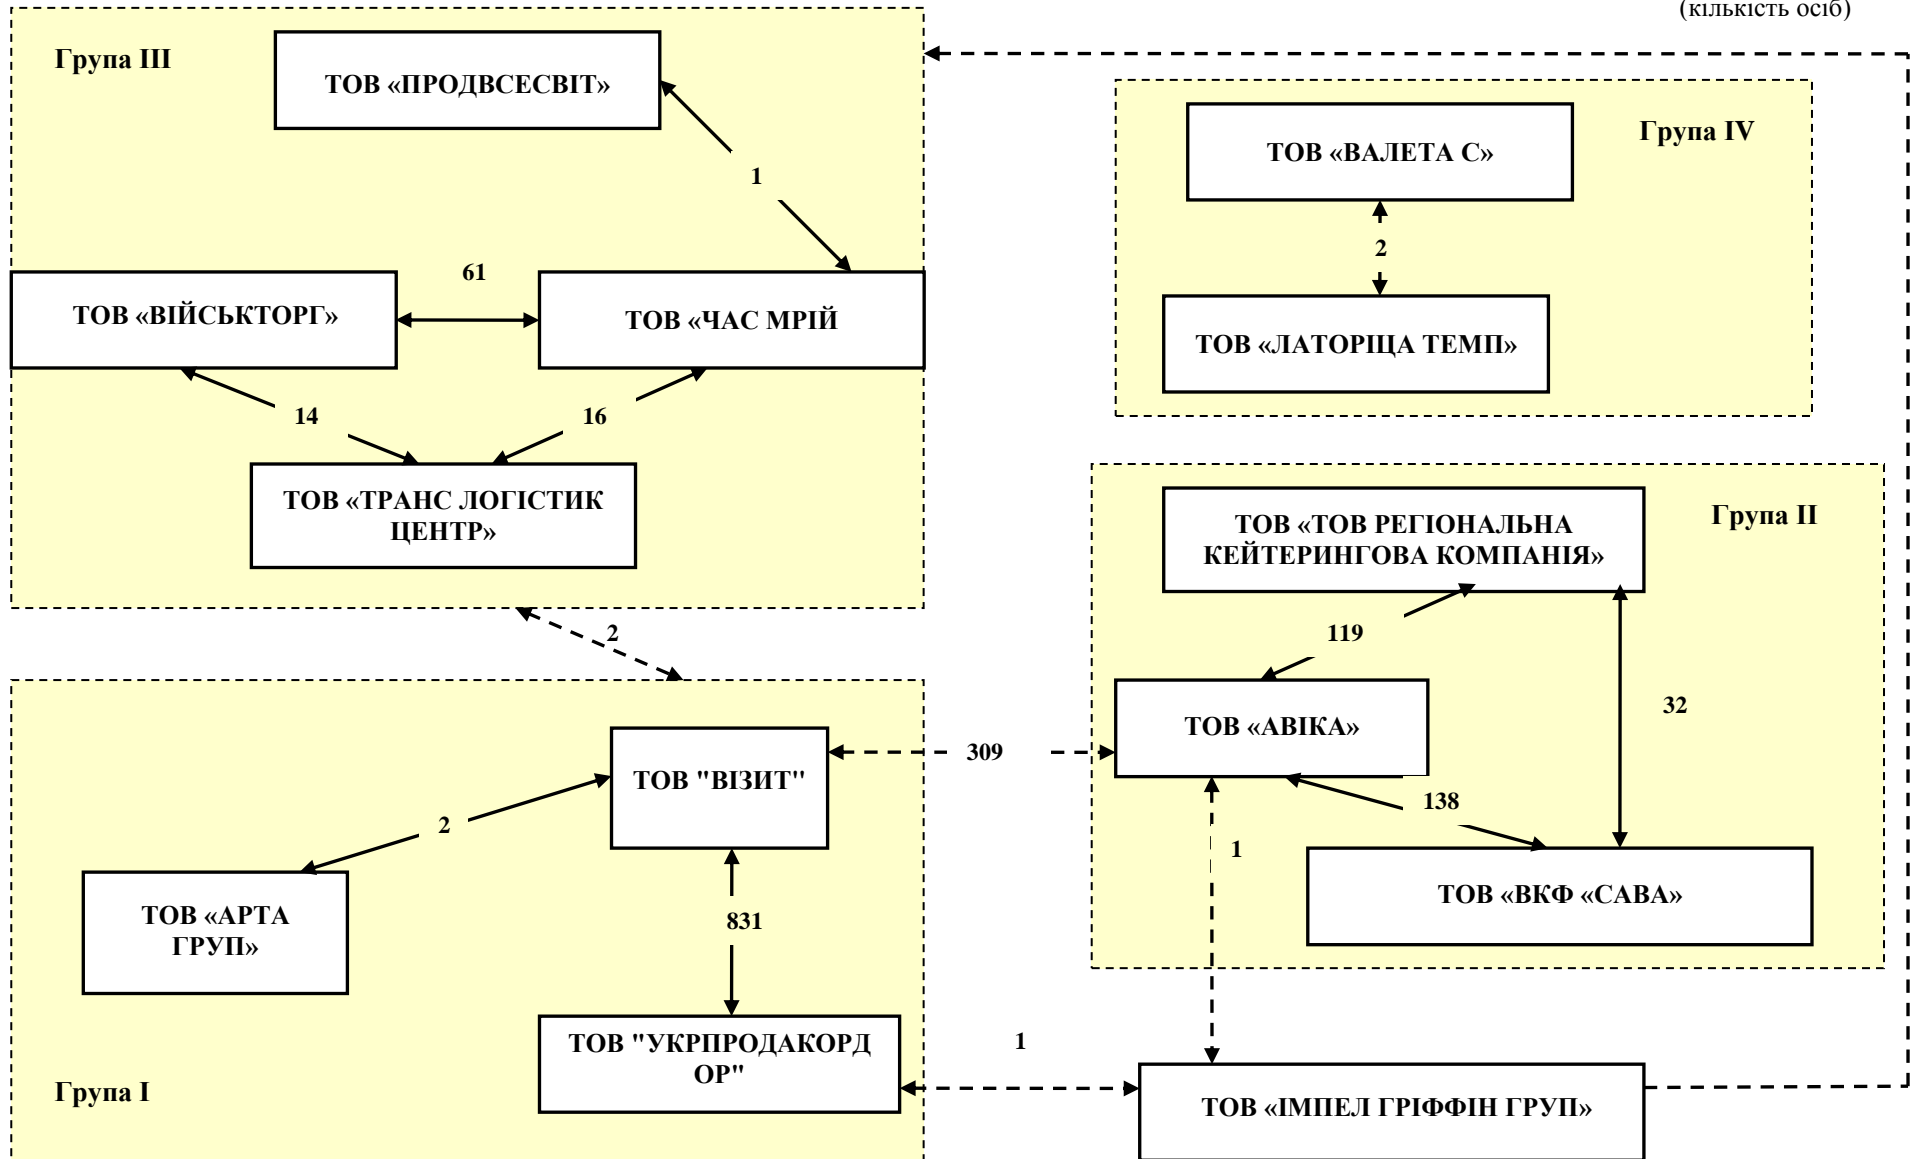 (кількість осіб)
Група III
ТОВ «ПРОДВСЕСВІТ»
1
61
ТОВ «ВІЙСЬКТОРГ»
ТОВ «ЧАС МРІЙ
14
16
ТОВ «ТРАНС ЛОГІСТИК
ЦЕНТР»
Група IV
ТОВ «ВАЛЕТА С»
2
ТОВ «ЛАТОРІЦА ТЕМП»
Група II
ТОВ «ТОВ РЕГІОНАЛЬНА
КЕЙТЕРИНГОВА КОМПАНІЯ»
119
32
ТОВ «АВІКА»
138
1
ТОВ «ВКФ «САВА»
2
309
ТОВ "ВІЗИТ"
2
ТОВ «АРТА
ГРУП»
831
ТОВ "УКРПРОДАКОРД
ОР"
Група I
1
ТОВ «ІМПЕЛ ГРІФФІН ГРУП»